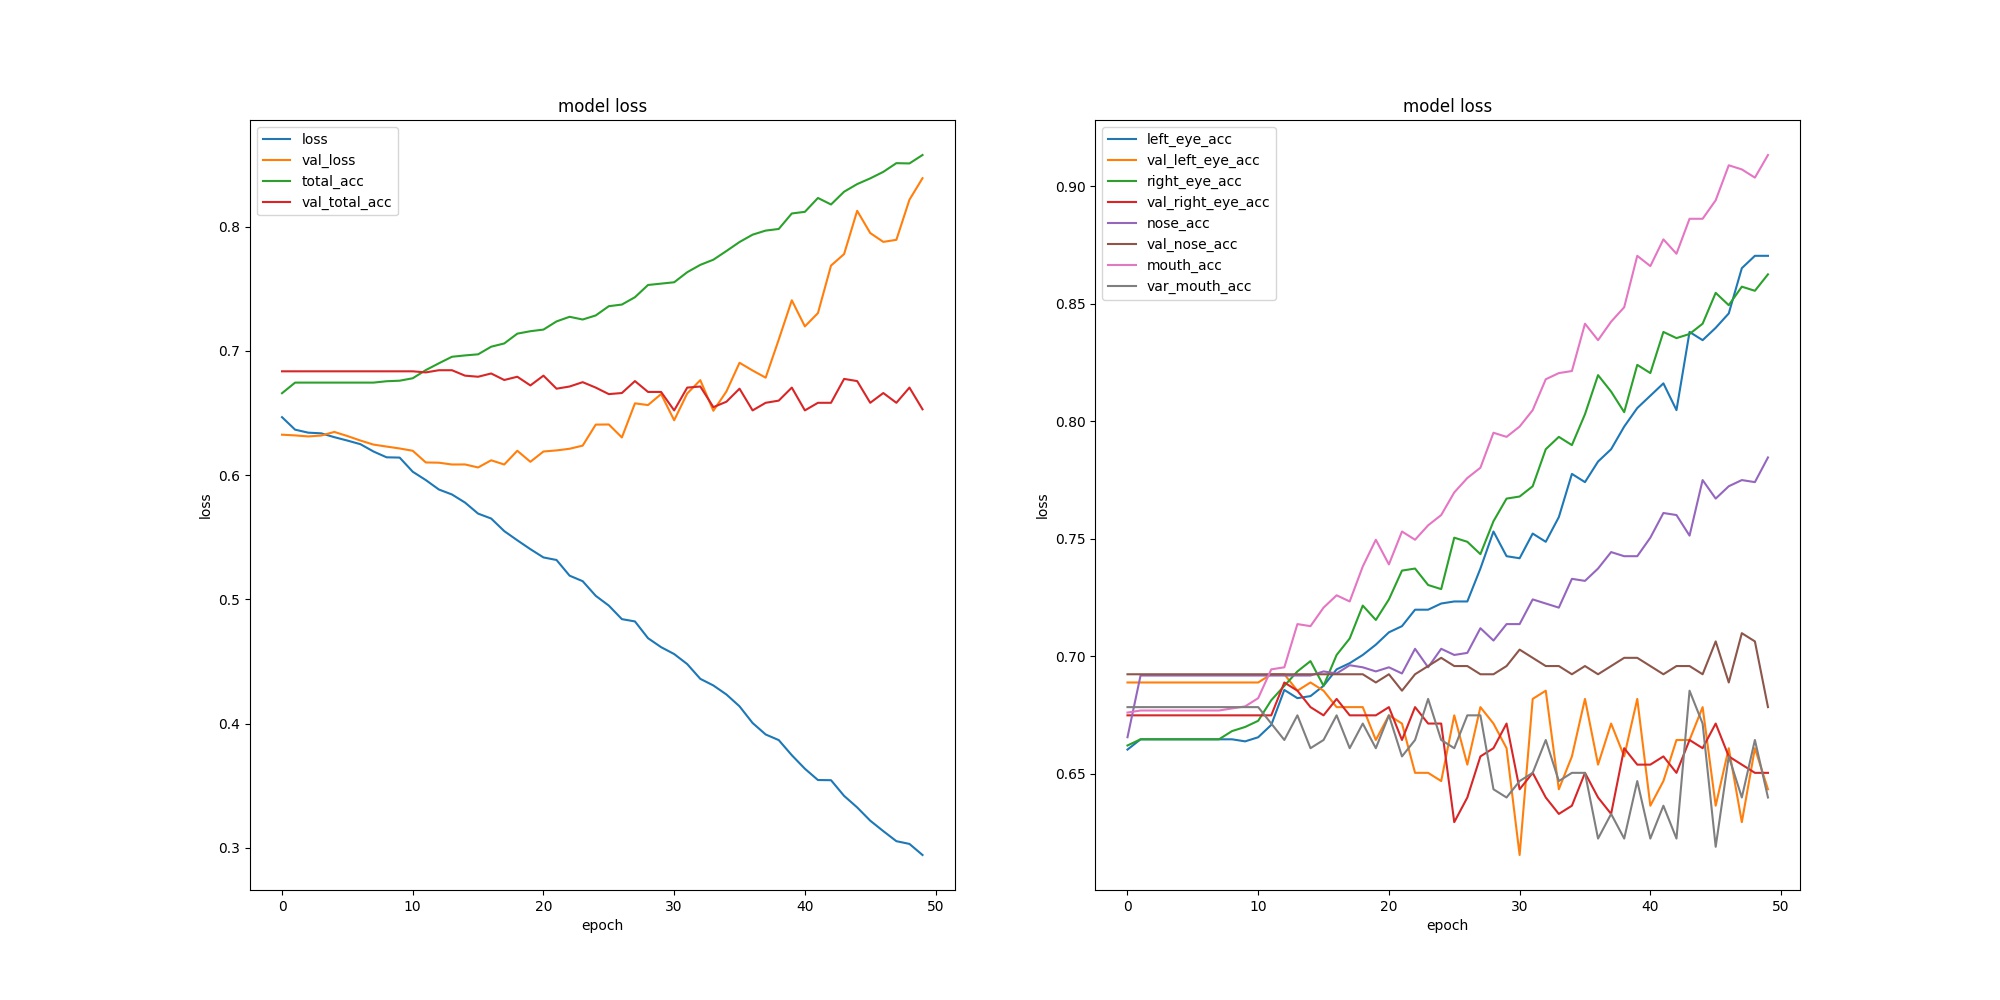 model loss
loss
val_loss
total_acc
val_total_acc
0.8
0.7
0.6
0.5
0.4
0.3
loss
0
10
20
30
40
50
epoch
model loss
left_eye_acc
val_left_eye_acc
right_eye_acc
val_right_eye_acc
nose_acc
val_nose_acc
mouth_acc
var_mouth_acc
0.90
0.85
0.80
0.75
0.70
0.65
loss
0
10
20
30
40
50
epoch